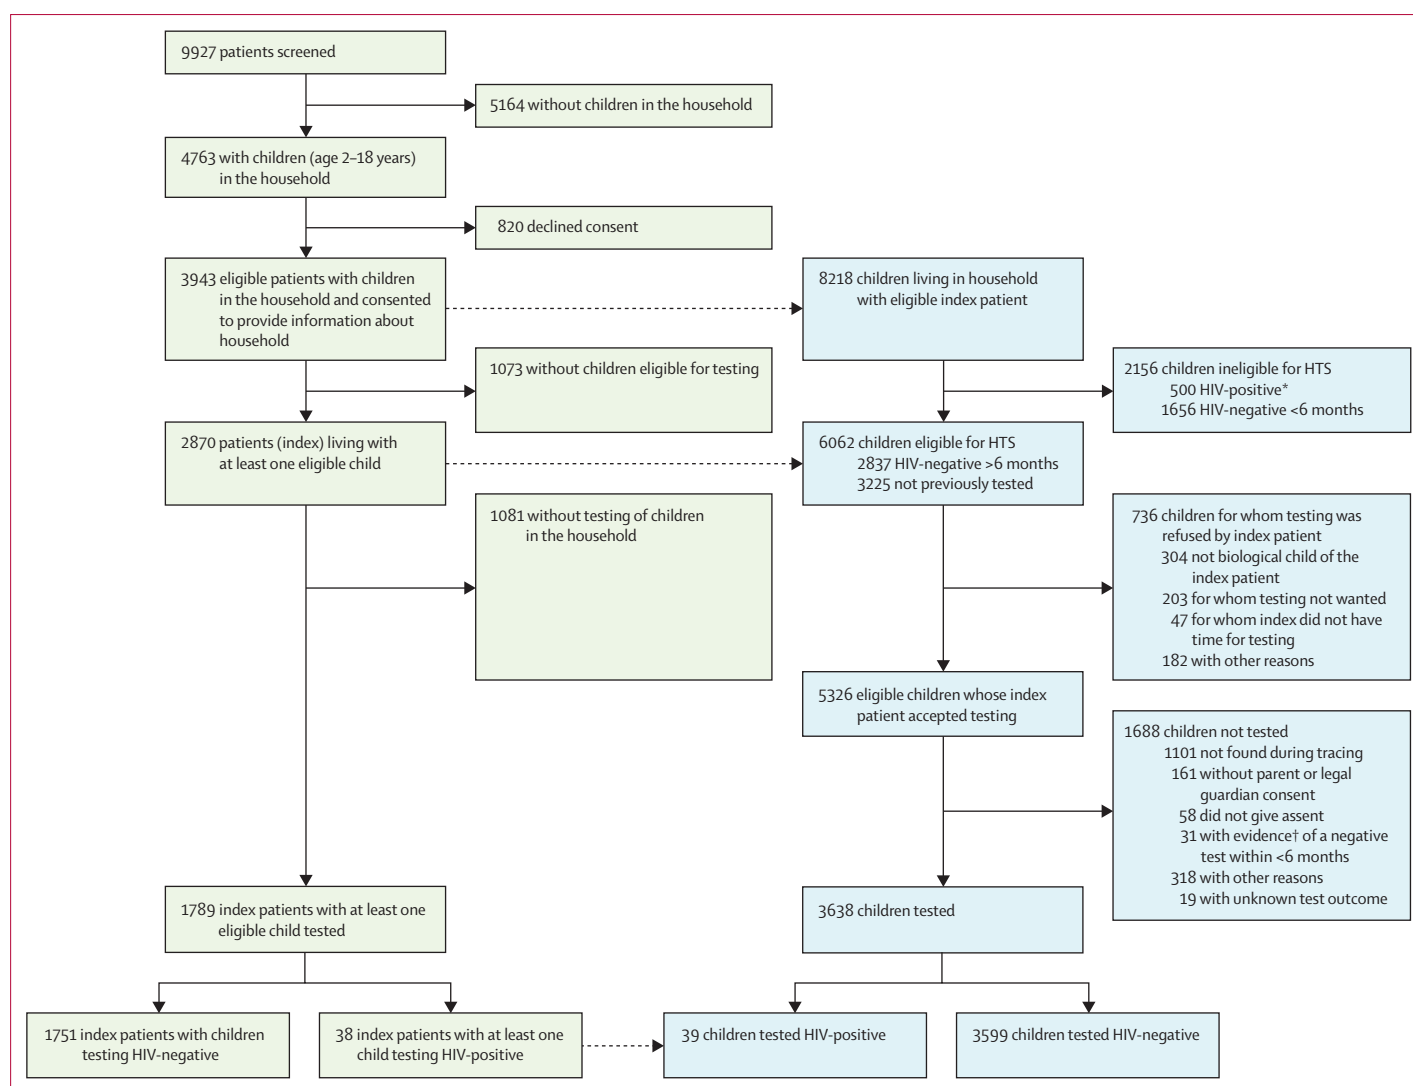 9927 patients screened
5164 without children in the household
4763 with children (age 2–18 years)
in the household
820 declined consent
3943 eligible patients with children
in the household and consented
to provide information about
household
8218 children living in household
with eligible index patient
1073 without children eligible for testing
2156 children ineligible for HTS
500 HIV-positive*
1656 HIV-negative <6 months
2870 patients (index) living with
at least one eligible child
6062 children eligible for HTS
2837 HIV-negative >6 months
3225 not previously tested
1081 without testing of children
in the household
736 children for whom testing was
refused by index patient
304 not biological child of the
index patient
203 for whom testing not wanted
47 for whom index did not have
time for testing
182 with other reasons
5326 eligible children whose index
patient accepted testing
1688 children not tested
1101 not found during tracing
161 without parent or legal
guardian consent
58 did not give assent
31 with evidence† of a negative
test within <6 months
318 with other reasons
19 with unknown test outcome
1789 index patients with at least one
eligible child tested
3638 children tested
1751 index patients with children
testing HIV-negative
38 index patients with at least one
child testing HIV-positive
39 children tested HIV-positive
3599 children tested HIV-negative